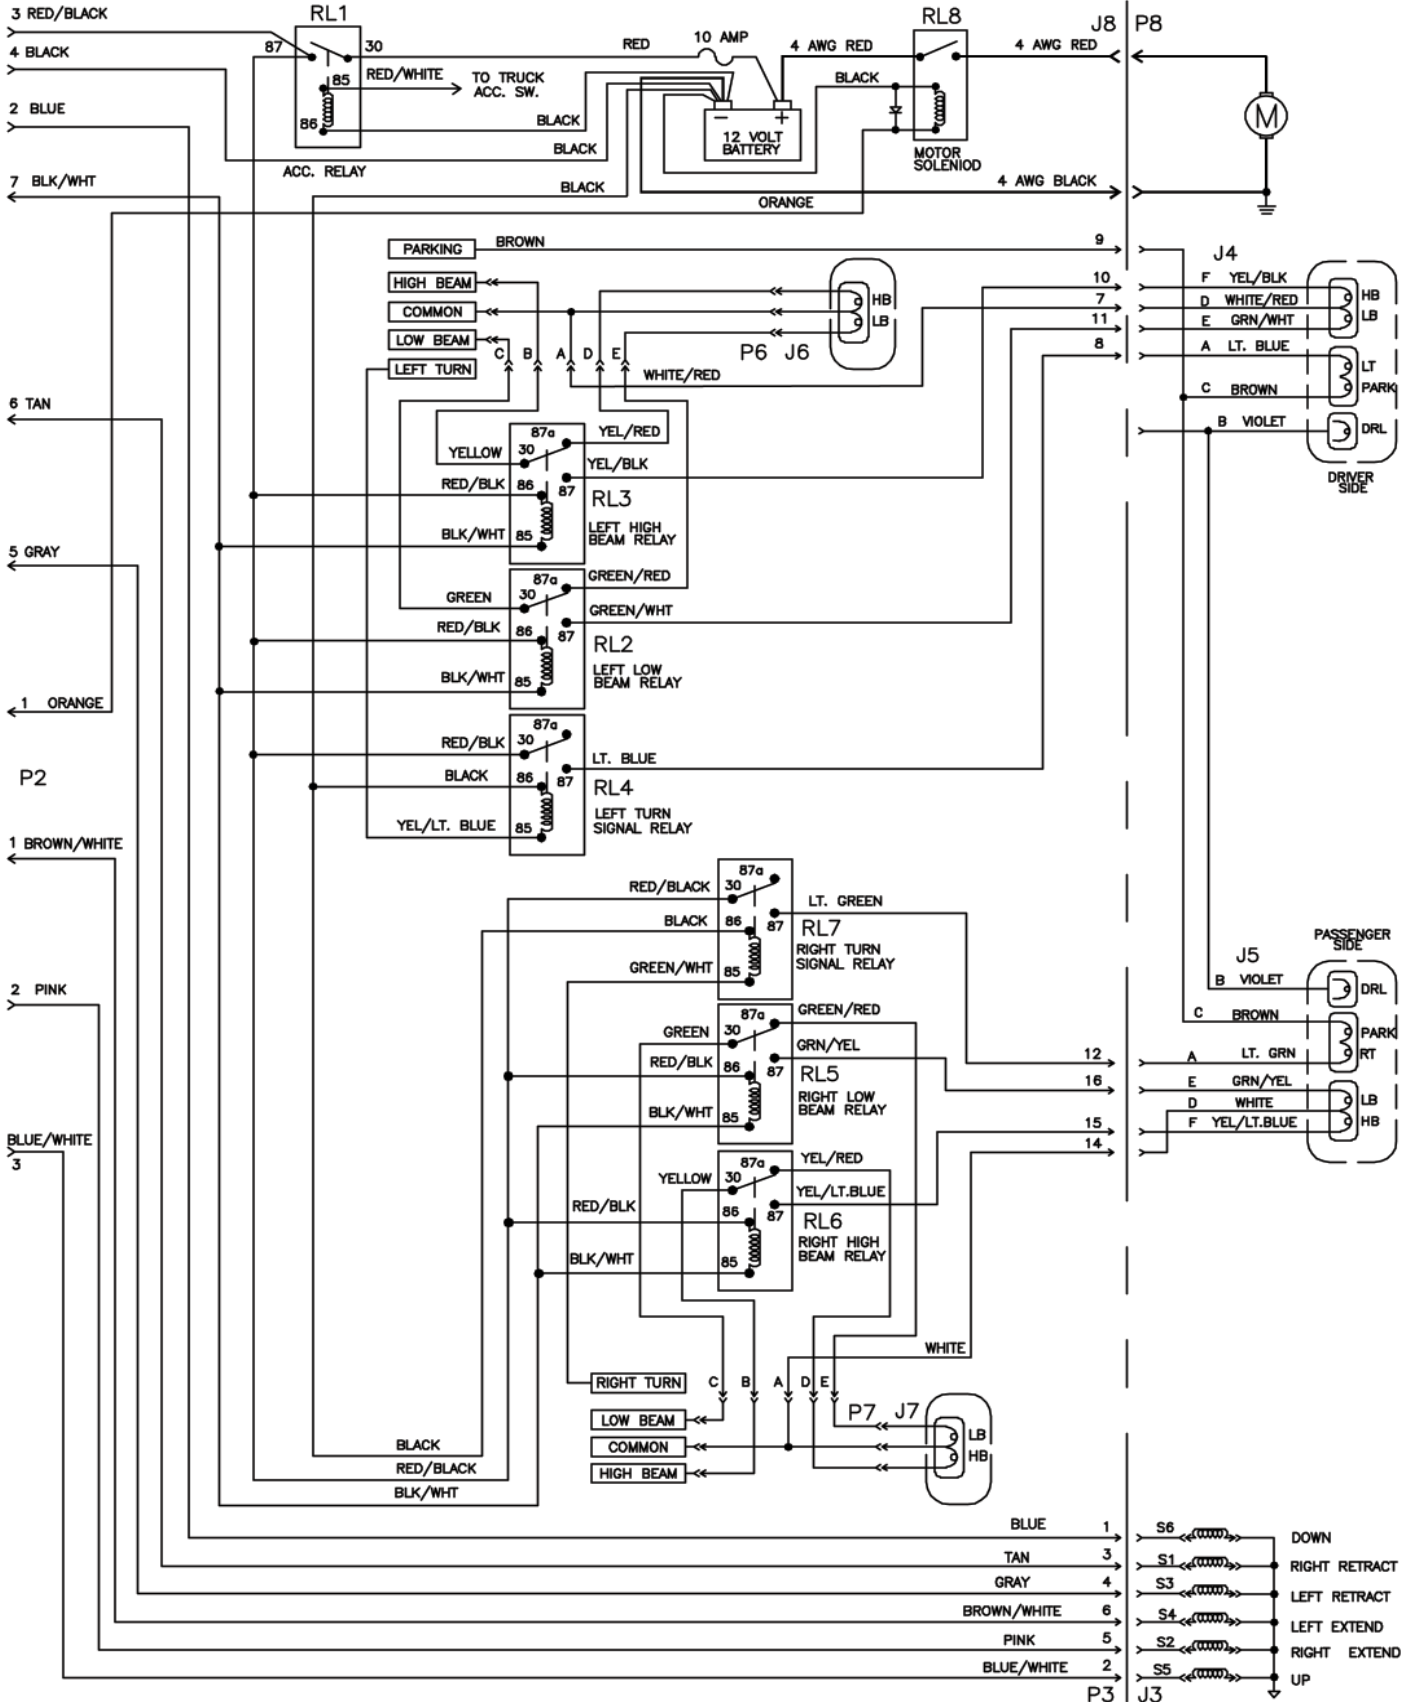 3 RED/BLACK
RL1
RL8
J8 P8
87
30
RED
10 AMP
4 AWG RED
4 AWG RED
4 BLACK
85
RED/WHITE
TO TRUCK
ACC. SW.
BLACK
2 BLUE
86
BLACK
BLACK
- +
12 VOLT
BATTERY
M
ACC. RELAY
MOTOR
SOLENIOD
7 BLK/WHT
BLACK
4 AWG BLACK
ORANGE
PARKING
BROWN
9
J4
HIGH BEAM
10
F YEL/BLK
HB
COMMON
HB
7
D WHITE/RED
LB
LOW BEAM
LB
11
E GRN/WHT
C B A D E
P6 J6
8
A LT. BLUE
LT
LEFT TURN
WHITE/RED
C BROWN
PARK
6 TAN
B VIOLET
DRL
87a
YEL/RED
YELLOW
30
YEL/BLK
DRIVER
SIDE
RED/BLK
86
87
RL3
LEFT HIGH
BEAM RELAY
BLK/WHT
85
5 GRAY
87a
GREEN/RED
GREEN
30
GREEN/WHT
RED/BLK
86
87
RL2
LEFT LOW
BEAM RELAY
BLK/WHT
85
1 ORANGE
87a
RED/BLK
30
LT. BLUE
P2
BLACK
86
87
RL4
LEFT TURN
SIGNAL RELAY
YEL/LT. BLUE
85
1 BROWN/WHITE
87a
RED/BLACK
30
LT. GREEN
BLACK
86
87
RL7
RIGHT TURN
SIGNAL RELAY
GREEN/WHT
85
PASSENGER
SIDE
J5
2 PINK
B VIOLET
DRL
87a
GREEN/RED
C BROWN
PARK
GREEN
30
GRN/YEL
RED/BLK
86
87
RL5
12
A LT. GRN
RT
16
E GRN/YEL
LB
RIGHT LOW
BEAM RELAY
BLK/WHT
85
D WHITE
15
F YEL/LT.BLUE
HB
BLUE/WHITE
3
14
87a
YEL/RED
YELLOW
30
YEL/LT.BLUE
RED/BLK
86
87
RL6
RIGHT HIGH
BEAM RELAY
BLK/WHT
85
WHITE
RIGHT TURN
C B A D E
LOW BEAM
P7 J7
LB
COMMON
HB
HIGH BEAM
BLACK
RED/BLACK
BLK/WHT
BLUE 1 S6 DOWN
TAN 3 S1 RIGHT RETRACT
GRAY 4 S3 LEFT RETRACT
BROWN/WHITE 6 S4 LEFT EXTEND
PINK 5 S2 RIGHT EXTEND
BLUE/WHITE 2 S5 UP
P3 J3